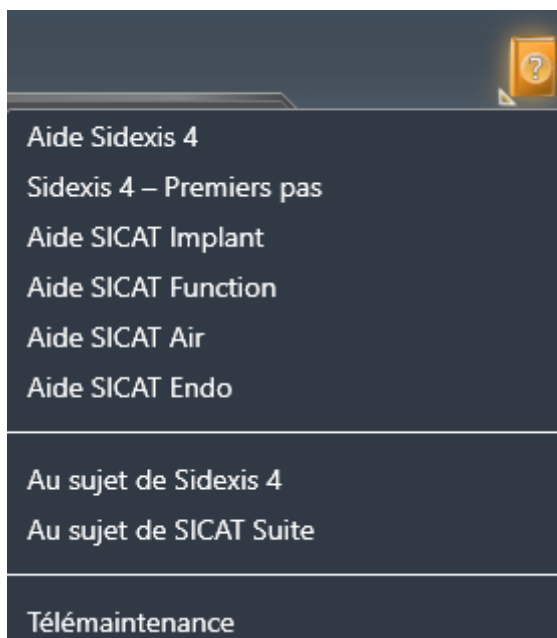 ?
Aide Sidexis 4
Sidexis 4 – Premiers pas
Aide SICAT Implant
Aide SICAT Function
Aide SICAT Air
Aide SICAT Endo
Au sujet de Sidexis 4
Au sujet de SICAT Suite
Télémaintenance